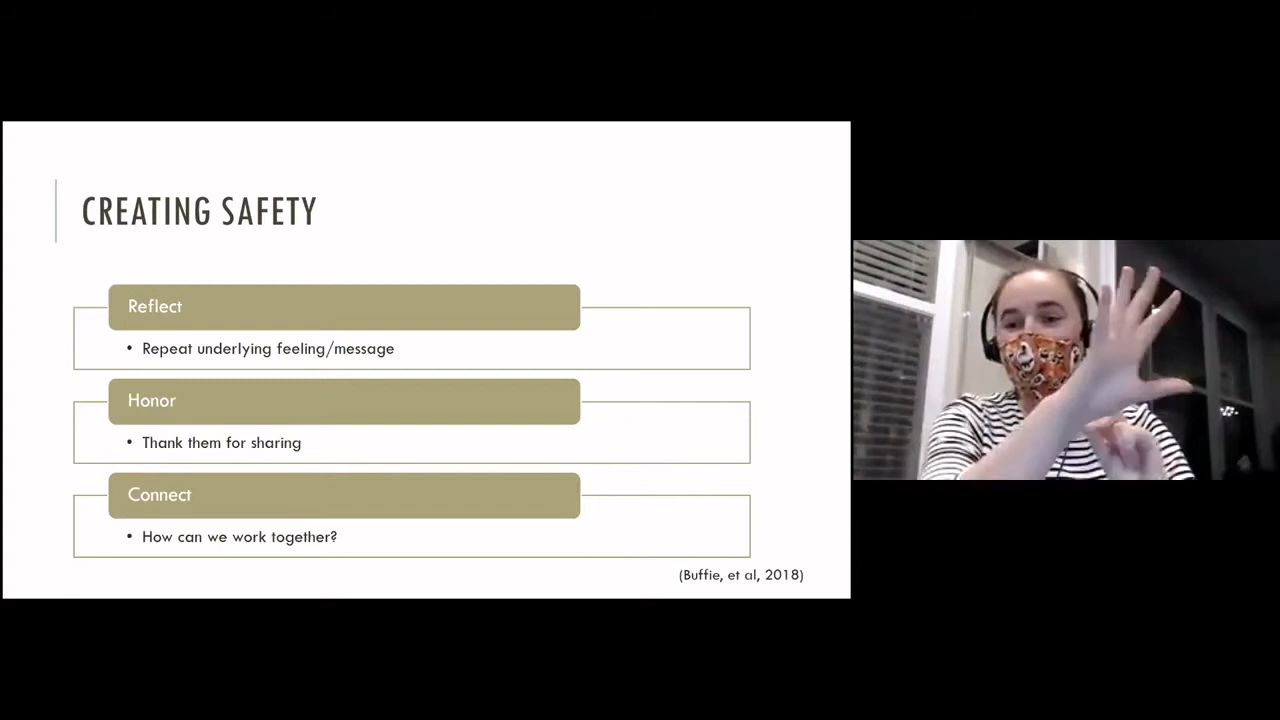 CREATING SAFETY
Reflect
• Repeat underlying feeling/message
Honor
• Thank them for sharing
Connect
• How can we work together?
(Buffie, et al, 2018)